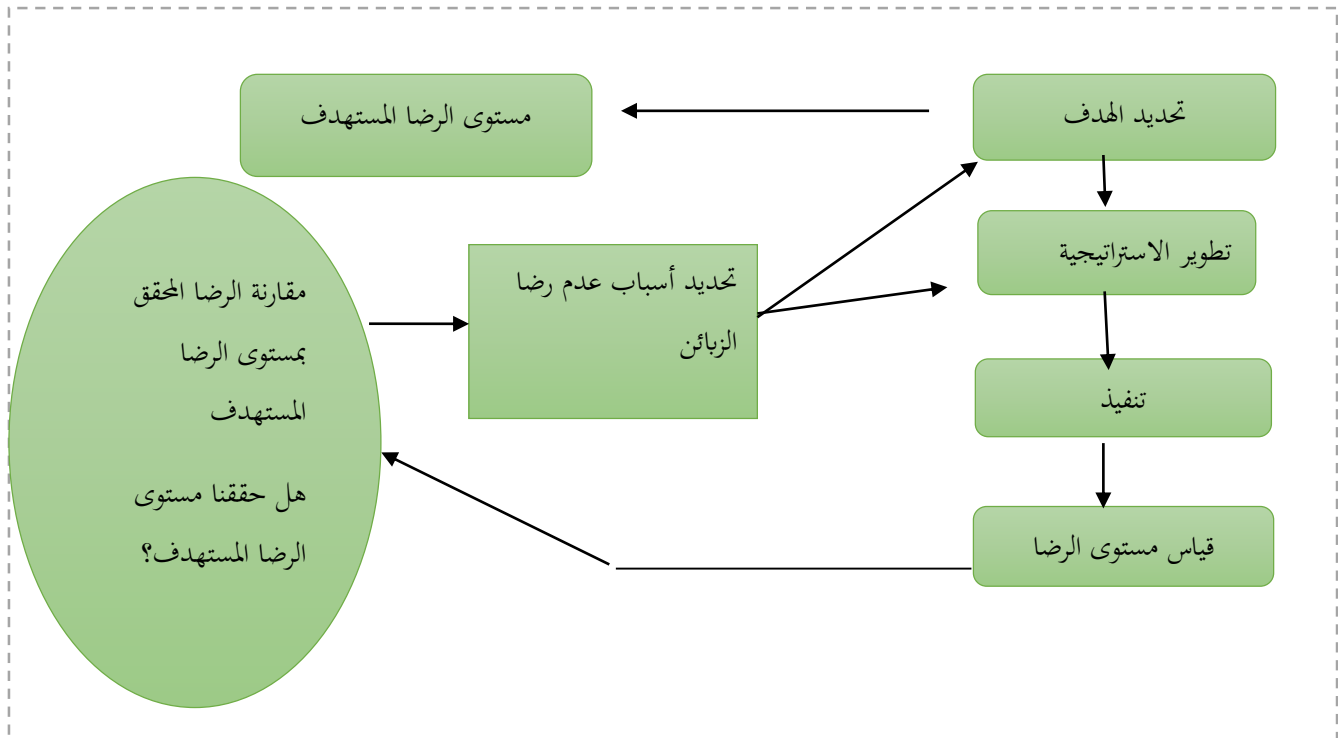 تحديد الهدف
مستوى الرضا المستهدف
تطوير الاستراتيجية
تحديد أسباب عدم رضا
الزبائن
مقارنة الرضا المحقق
بمستوى الرضا
المستهدف
هل حققنا مستوى
الرضا المستهدف؟
تنفيذ
قياس مستوى الرضا